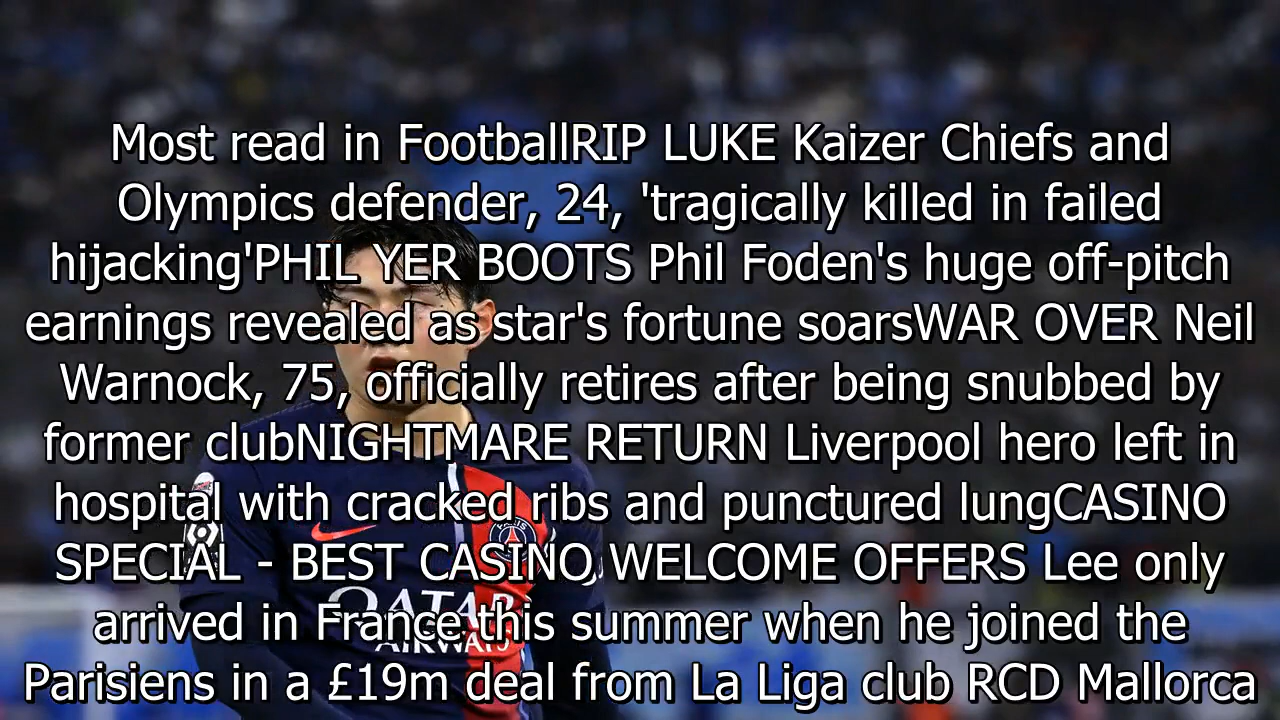 Most read in FootballRIP LUKE Kaizer Chiefs and
Olympics defender, 24, 'tragically killed in failed
hijacking'PHIL YER BOOTS Phil Foden's huge off-pitch
earnings revealed as star's fortune soarsWAR OVER Neil
Warnock, 75, officially retires after being snubbed by
former clubNIGHTMARE RETURN Liverpool hero left in
hospital with cracked ribs and punctured lungCASINO
SPECIAL - BEST CASINO WELCOME OFFERS Lee only
arrived in France this summer when he joined the
Parisiens in a £19m deal from La Liga club RCD Mallorca
PARIS
QATAR
AIRWAYS